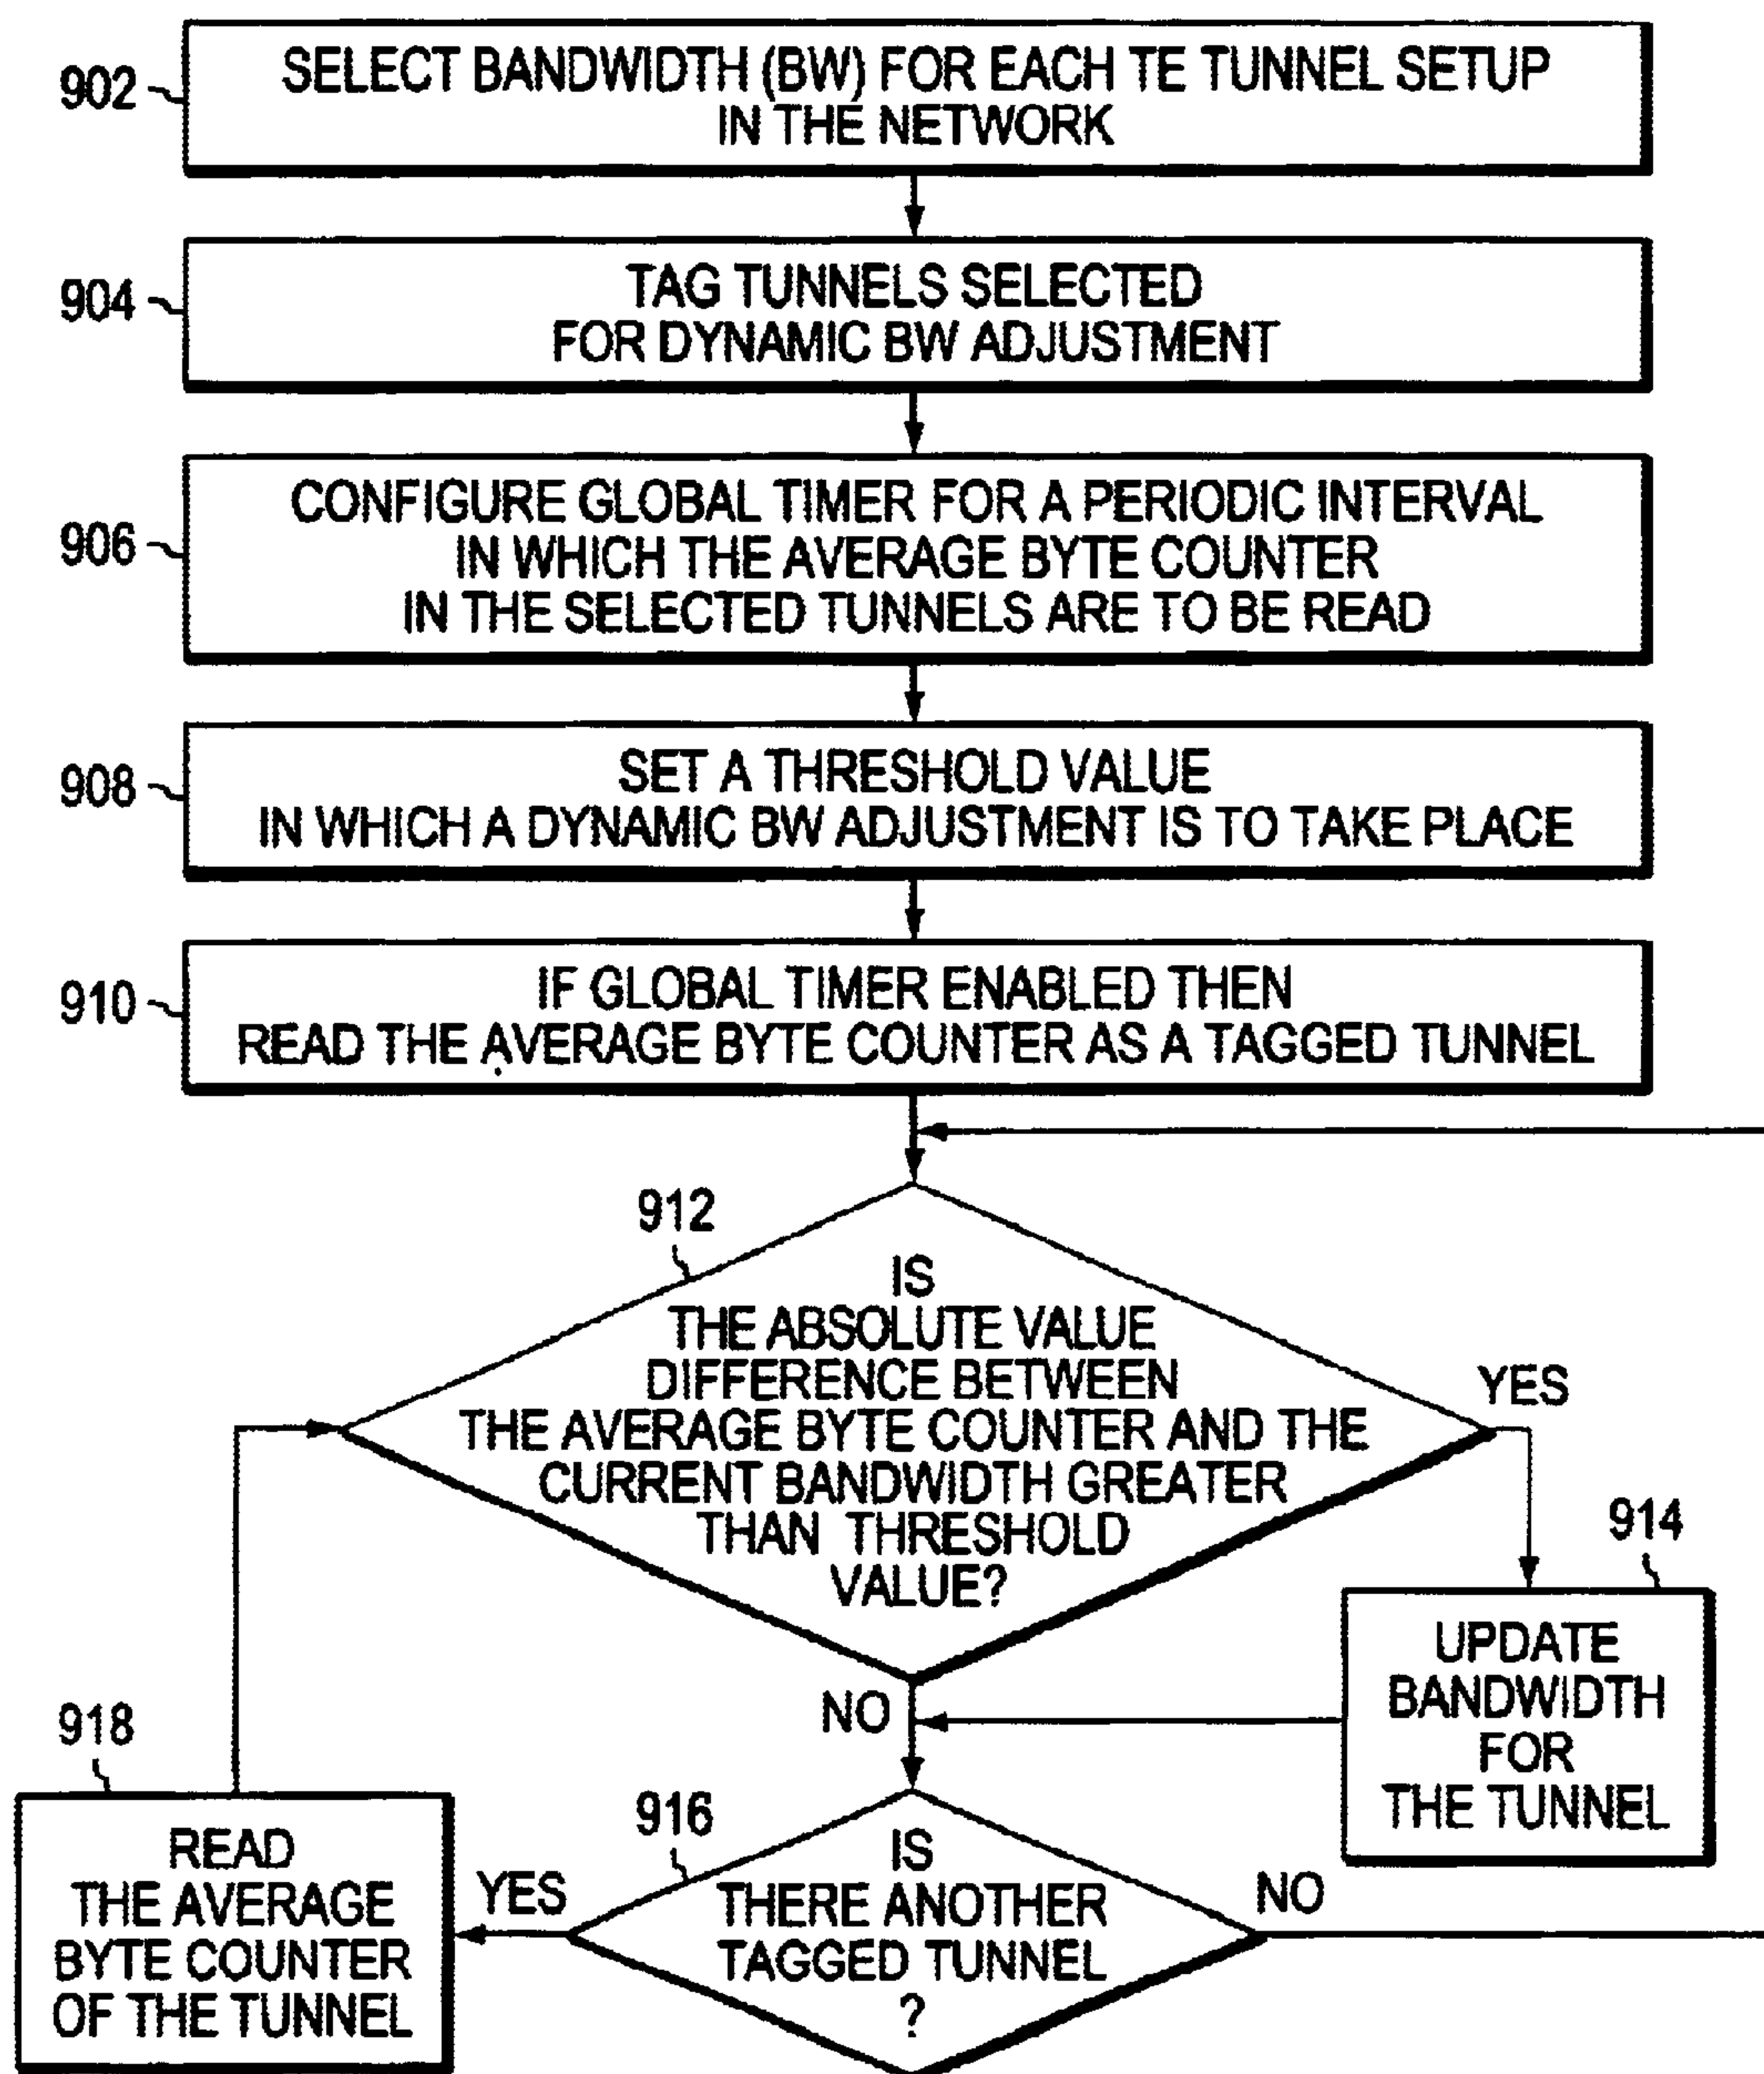 902
SELECT BANDWIDTH (BW) FOR EACH TE TUNNEL SETUP
IN THE NETWORK
904
TAG TUNNELS SELECTED
FOR DYNAMIC BW ADJUSTMENT
906
CONFIGURE GLOBAL TIMER FOR A PERIODIC INTERVAL
IN WHICH THE AVERAGE BYTE COUNTER
IN THE SELECTED TUNNELS ARE TO BE READ
908
SET A THRESHOLD VALUE
IN WHICH A DYNAMIC BW ADJUSTMENT IS TO TAKE PLACE
910
IF GLOBAL TIMER ENABLED THEN
READ THE AVERAGE BYTE COUNTER AS A TAGGED TUNNEL
912
IS
THE ABSOLUTE VALUE
DIFFERENCE BETWEEN
THE AVERAGE BYTE COUNTER AND THE
CURRENT BANDWIDTH GREATER
THAN THRESHOLD
VALUE?
YES
914
UPDATE
BANDWIDTH
FOR
THE TUNNEL
NO
916
IS
THERE ANOTHER
TAGGED TUNNEL
?
NO
YES
918
READ
THE AVERAGE
BYTE COUNTER
OF THE TUNNEL